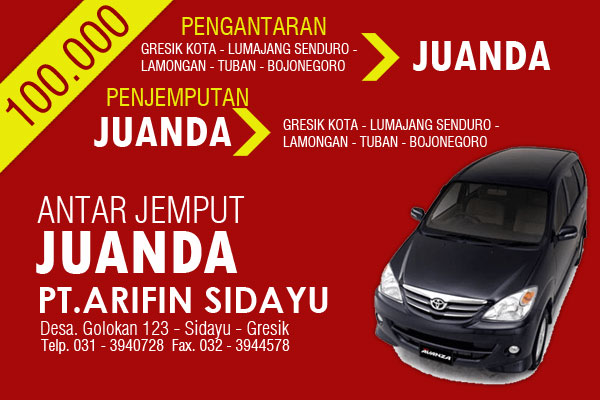 100.000
PENGANTARAN
GRESIK KOTA - LUMAJANG SENDURO -
LAMONGAN - TUBAN - BOJONEGORO
JUANDA
PENJEMPUTAN
JUANDA
GRESIK KOTA - LUMAJANG SENDURO -
LAMONGAN - TUBAN - BOJONEGORO
ANTAR JEMPUT
JUANDA
PT.ARIFIN SIDAYU
Desa. Golokan 123 - Sidayu - Gresik
Telp. 031 - 3940728 Fax. 032 - 3944578
AVANZA